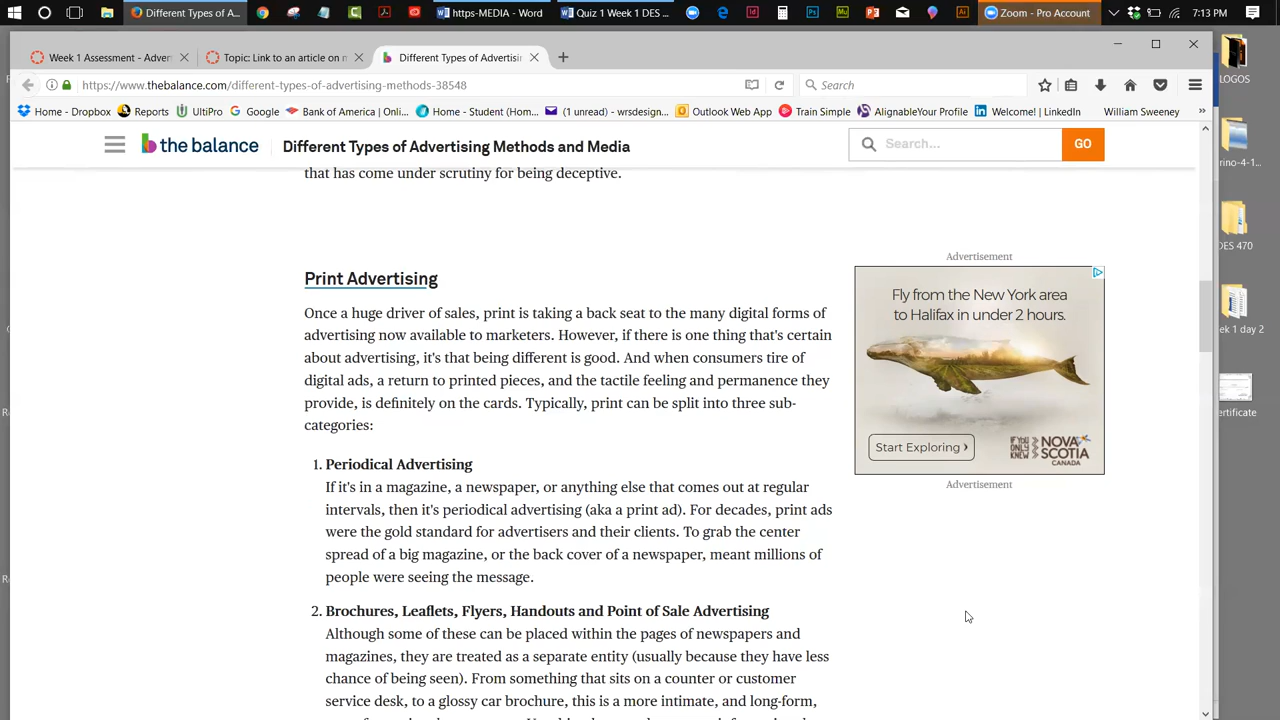 Different Types of A...
https-MEDIA - Word
Quiz 1 Week 1 DES ...
Zoom - Pro Account
7:13 PM
Week 1 Assessment - Adver
Topic: Link to an article on m
Different Types of Advertisin
https://www.thebalance.com/different-types-of-advertising-methods-38548
Search
Home - Dropbox
Reports
UltiPro
Google
Bank of America | Onli...
Home - Student (Hom...
(1 unread) - wrsdesign...
Outlook Web App
Train Simple
AlignableYour Profile
Welcome! | LinkedIn
William Sweeney
the balance
Different Types of Advertising Methods and Media
Search...
GO
that has come under scrutiny for being deceptive.
Print Advertising
Once a huge driver of sales, print is taking a back seat to the many digital forms of
advertising now available to marketers. However, if there is one thing that's certain
about advertising, it's that being different is good. And when consumers tire of
digital ads, a return to printed pieces, and the tactile feeling and permanence they
provide, is definitely on the cards. Typically, print can be split into three sub-
categories:
1. Periodical Advertising
If it's in a magazine, a newspaper, or anything else that comes out at regular
intervals, then it's periodical advertising (aka a print ad). For decades, print ads
were the gold standard for advertisers and their clients. To grab the center
spread of a big magazine, or the back cover of a newspaper, meant millions of
people were seeing the message.
2. Brochures, Leaflets, Flyers, Handouts and Point of Sale Advertising
Although some of these can be placed within the pages of newspapers and
magazines, they are treated as a separate entity (usually because they have less
chance of being seen). From something that sits on a counter or customer
service desk, to a glossy car brochure, this is a more intimate, and long-form,
Advertisement
Fly from the New York area
to Halifax in under 2 hours.
Start Exploring ›
IF YOU
ONLY
KNEW
NOVA
SCOTIA
CANADA
Advertisement
LOGOS
rino-4-1...
DES 470
k 1 day 2
ertificate